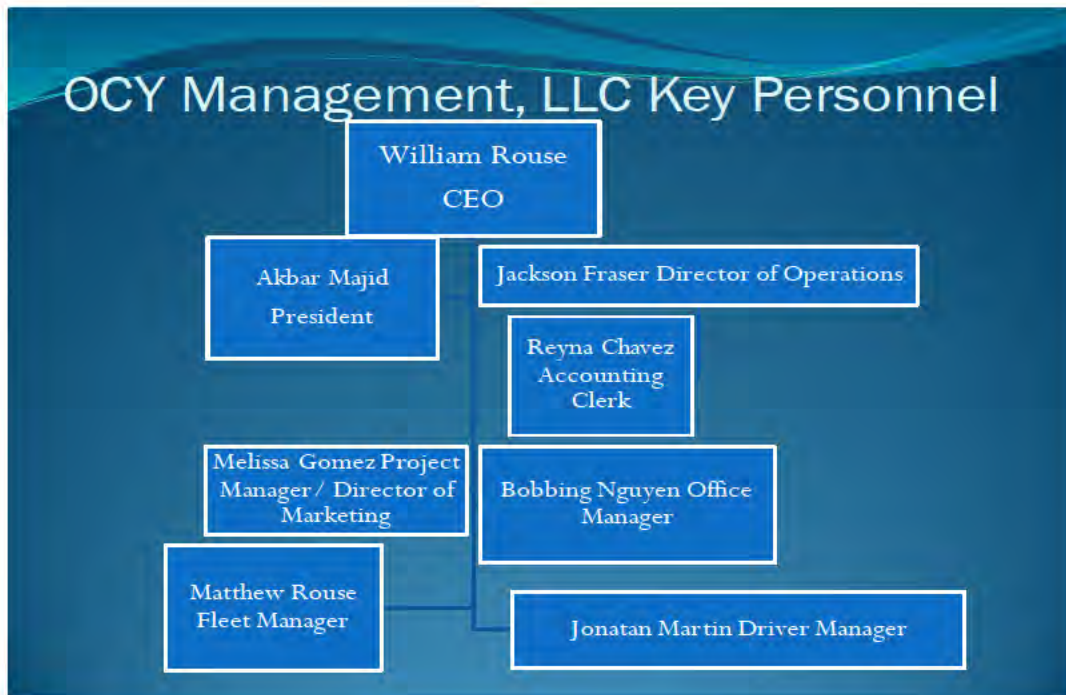 OCY Management, LLC Key Personnel
William Rouse
CEO
Akbar Majid
President
Jackson Fraser Director of Operations
Reyna Chavez
Accounting
Clerk
Melissa Gomez Project
Manager / Director of
Marketing
Bobbing Nguyen Office
Manager
Matthew Rouse
Fleet Manager
Jonatan Martin Driver Manager